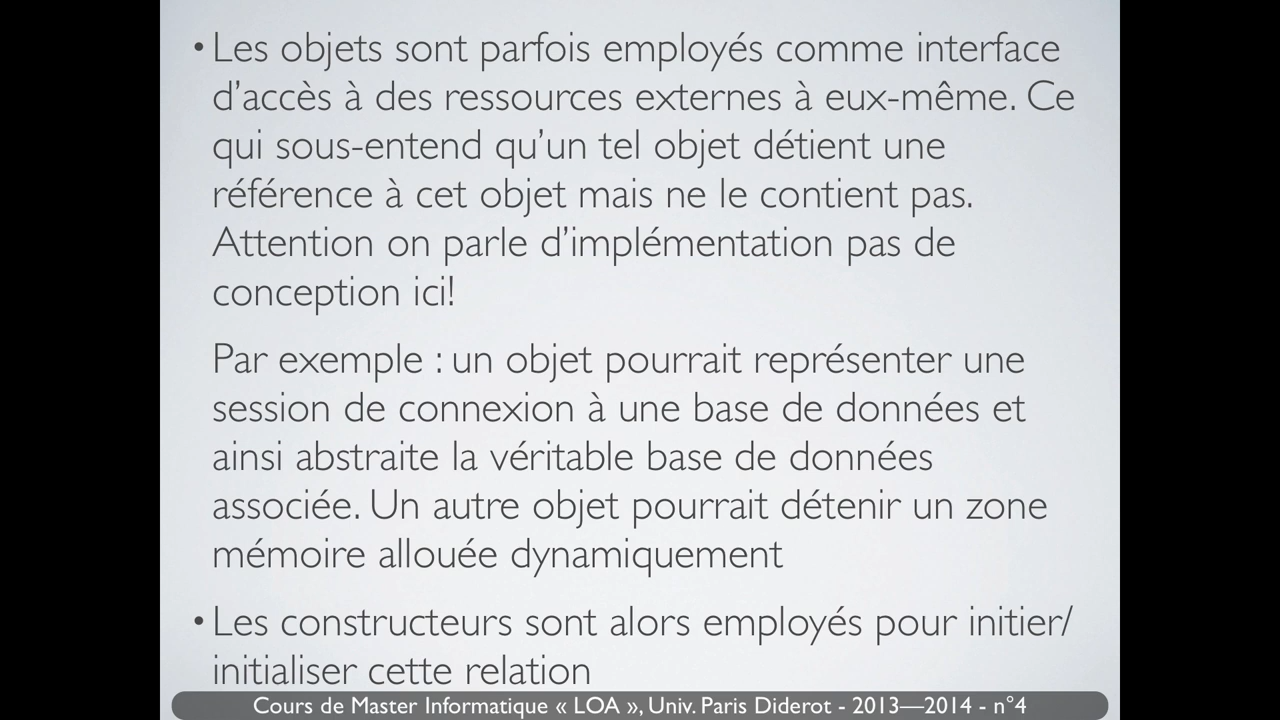 • Les objets sont parfois employés comme interface
d’accès à des ressources externes à eux-même. Ce
qui sous-entend qu’un tel objet détient une
référence à cet objet mais ne le contient pas.
Attention on parle d’implémentation pas de
conception ici!
Par exemple : un objet pourrait représenter une
session de connexion à une base de données et
ainsi abstraite la véritable base de données
associée. Un autre objet pourrait détenir un zone
mémoire allouée dynamiquement
• Les constructeurs sont alors employés pour initier/
initialiser cette relation
Cours de Master Informatique « LOA », Univ. Paris Diderot - 2013—2014 - n°4